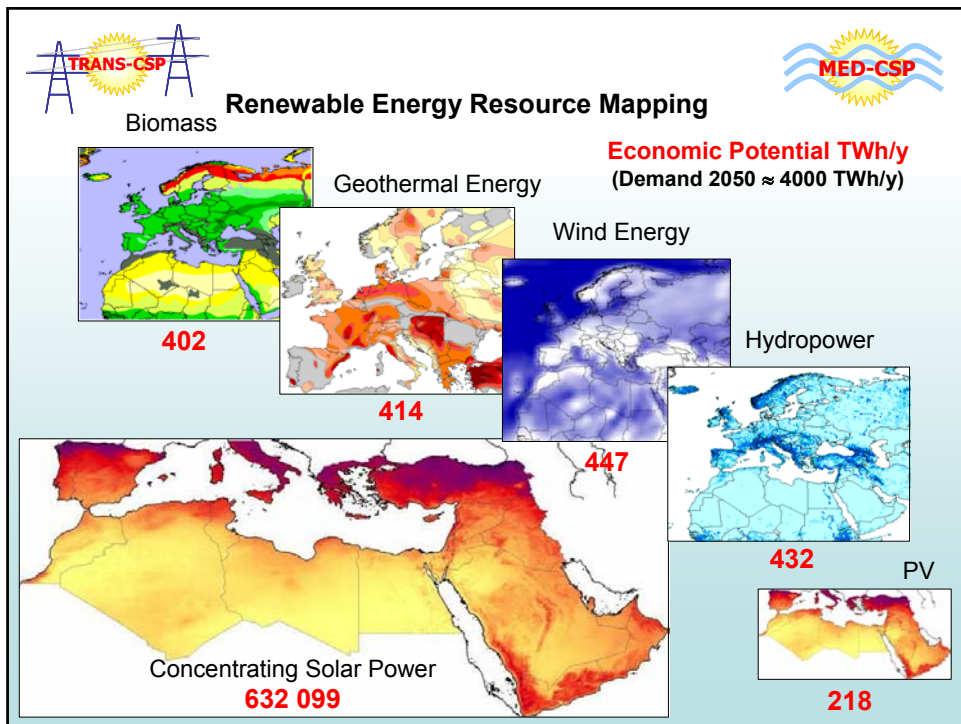 TRANS-CSP
MED-CSP
Renewable Energy Resource Mapping
Biomass
Economic Potential TWh/y
(Demand 2050 ≈ 4000 TWh/y)
Geothermal Energy
Wind Energy
402
Hydropower
414
447
432
PV
Concentrating Solar Power
632 099
218